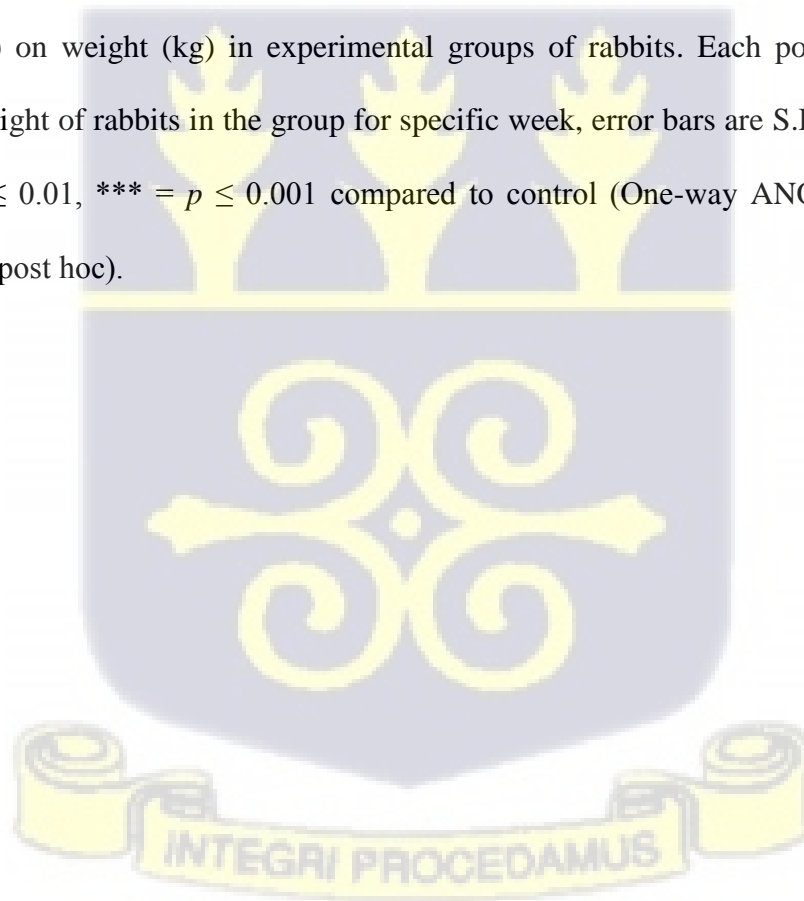 ) on weight (kg) in experimental groups of rabbits. Each po
ight of rabbits in the group for specific week, error bars are S.
≤ 0.01, *** = p ≤ 0.001 compared to control (One-way ANO
post hoc).
INTEGRI PROCEDAMUS